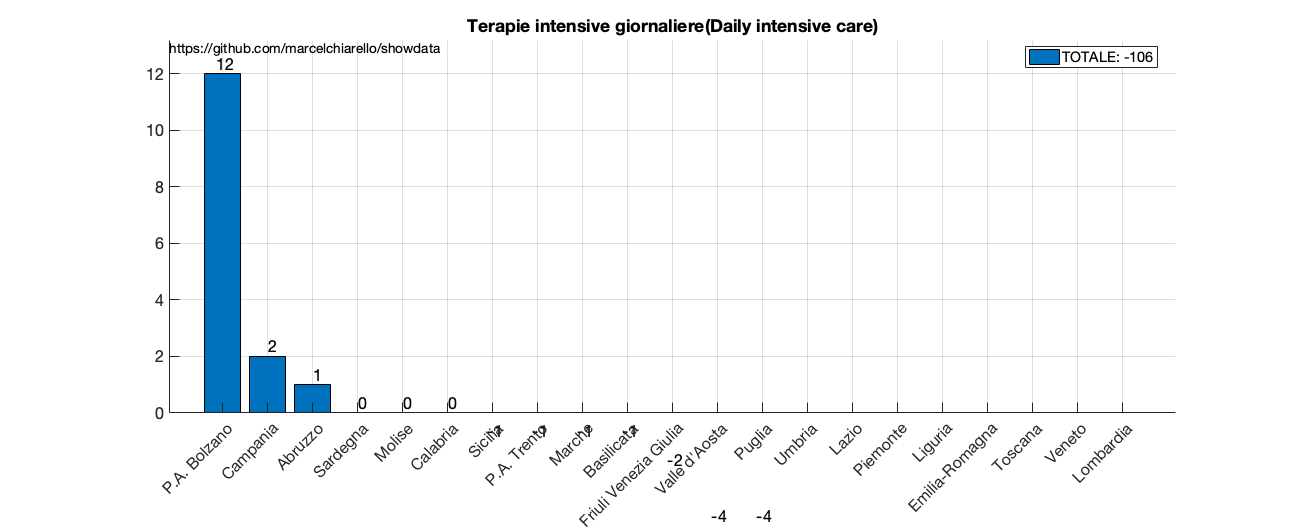 Terapie intensive giornaliere(Daily intensive care)
https://github.com/marcelchiarello/showdata
TOTALE: -106
12
10
8
6
4
2
0
12
2
1
0
0
0
-2
-4
-4
P.A. Bolzano
Campania
Abruzzo
Sardegna
Molise
Calabria
Sicilia
P.A. Trento
Marche
Basilicata
Friuli Venezia Giulia
Valle d'Aosta
Puglia
Umbria
Lazio
Piemonte
Liguria
Emilia-Romagna
Toscana
Veneto
Lombardia